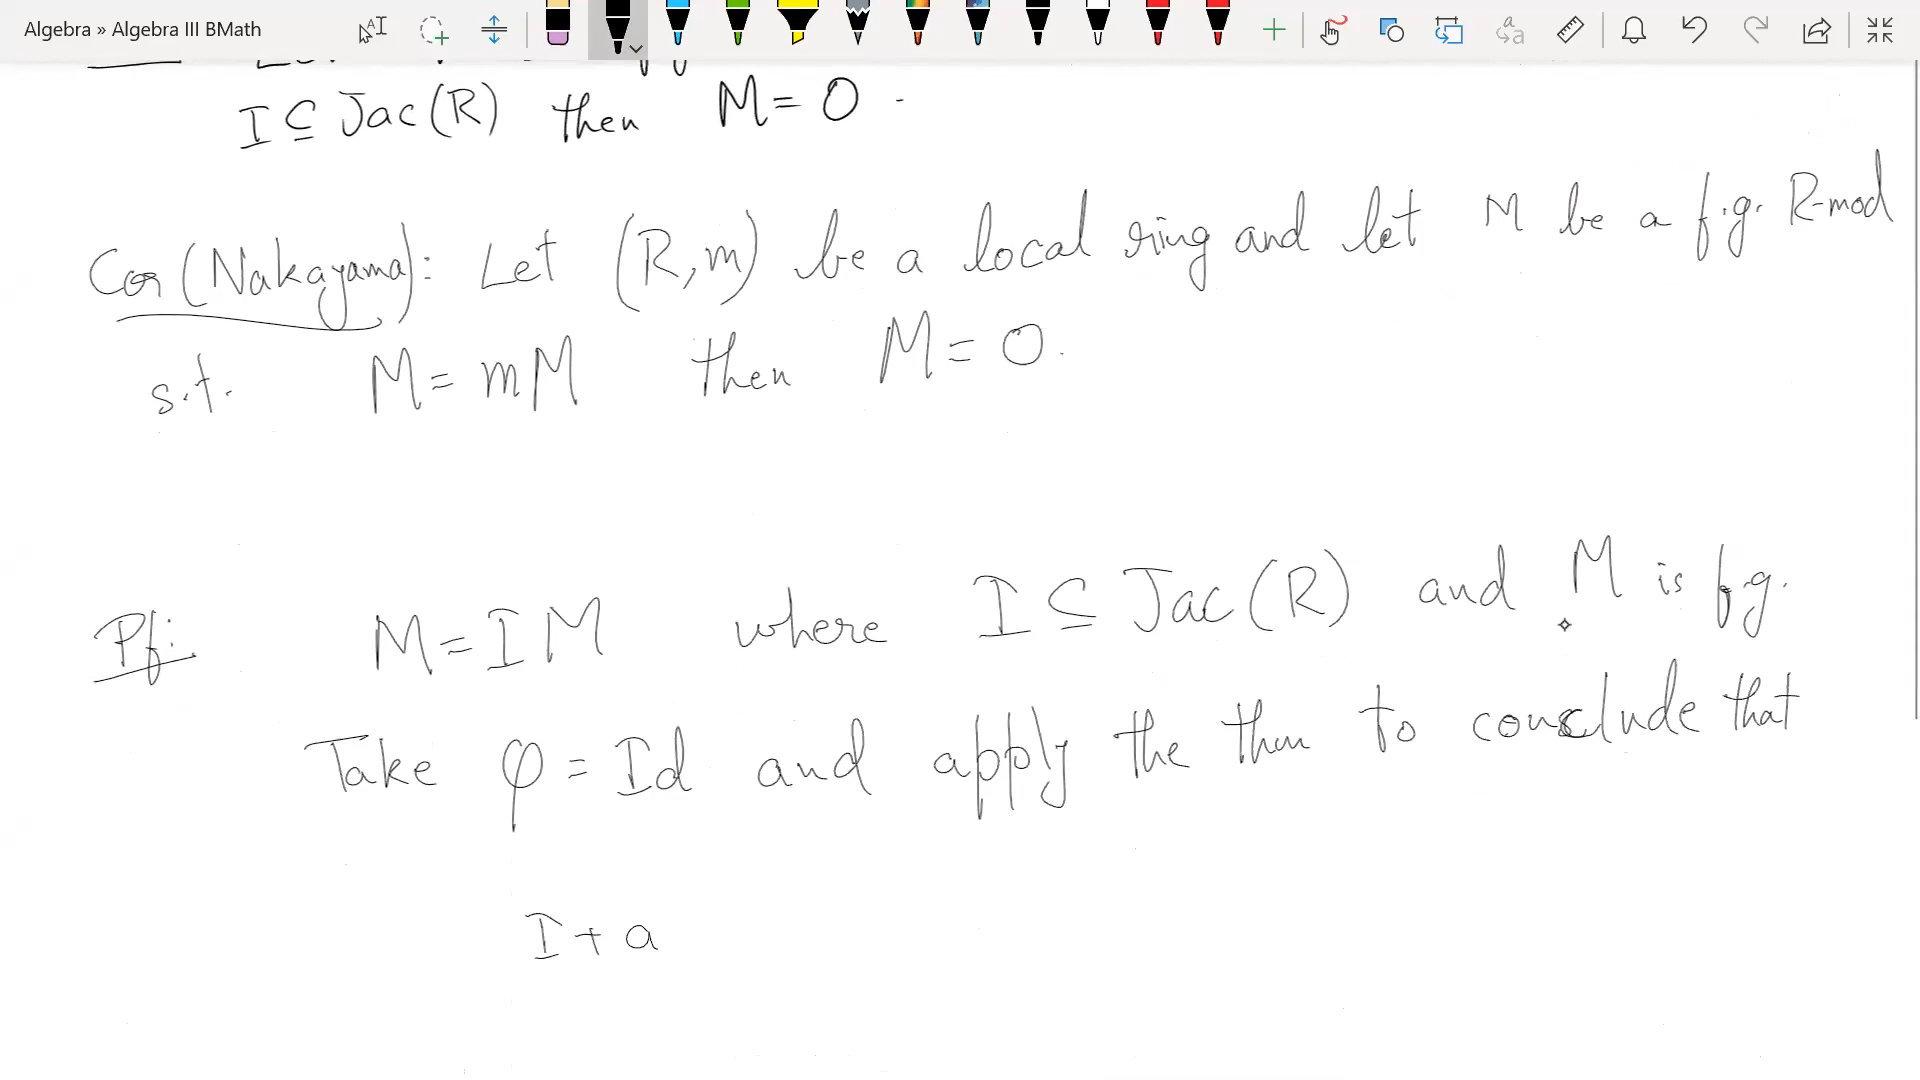 Algebra » Algebra III BMath
I ⊆ Jac(R) then M = 0 .
Cor (Nakayama): Let (R, m) be a local ring and let M be a f.g. R-mod
s.t. M = mM then M = 0.
Pf: M = IM where I ⊆ Jac(R) and M is f.g.
Take φ = Id and apply the thm to conclude that
I + a